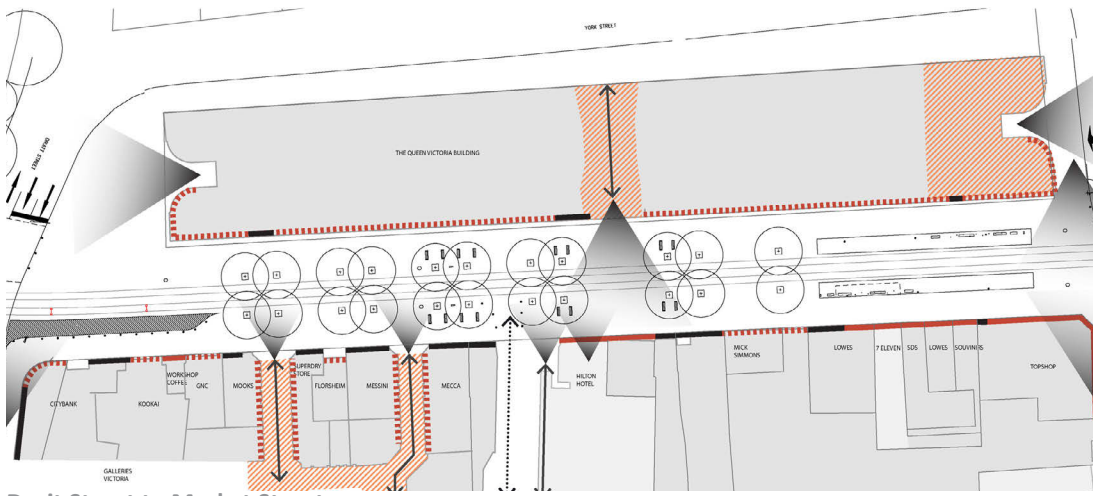 YORK STREET
DRUITT STREET
THE QUEEN VICTORIA BUILDING
CITYBANK
KOOKAI
WORKSHOP
COFFEE
GNC
MOOKS
SUPERDRY
STORE
FLORSHEIM
MESSINI
MECCA
HILTON
HOTEL
MICK
SIMMONS
LOWES
7 ELEVEN
SDS
LOWES
SOUVINIRS
TOPSHOP
GALLERIES
VICTORIA